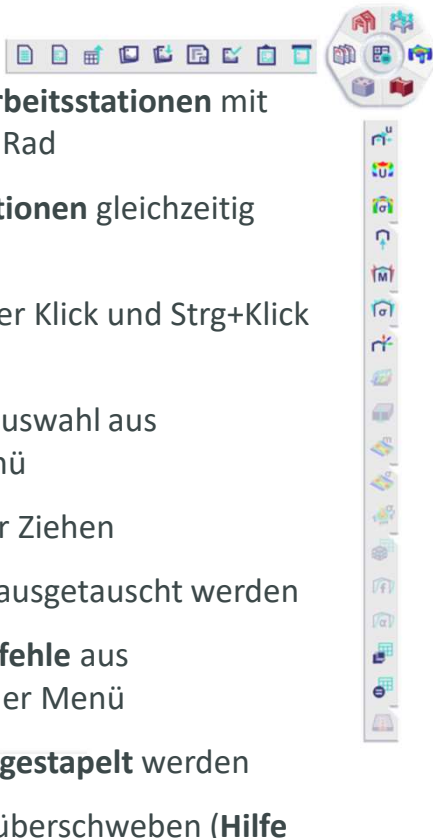 rbeitsstationen mit
Rad
tionen gleichzeitig
er Klick und Strg+Klick
uswahl aus
nü
r Ziehen
ausgetauscht werden
fehle aus
er Menü
gestapelt werden
überschweben (Hilfe
u
U
σ
M
σ
m
σ
σ
f
α